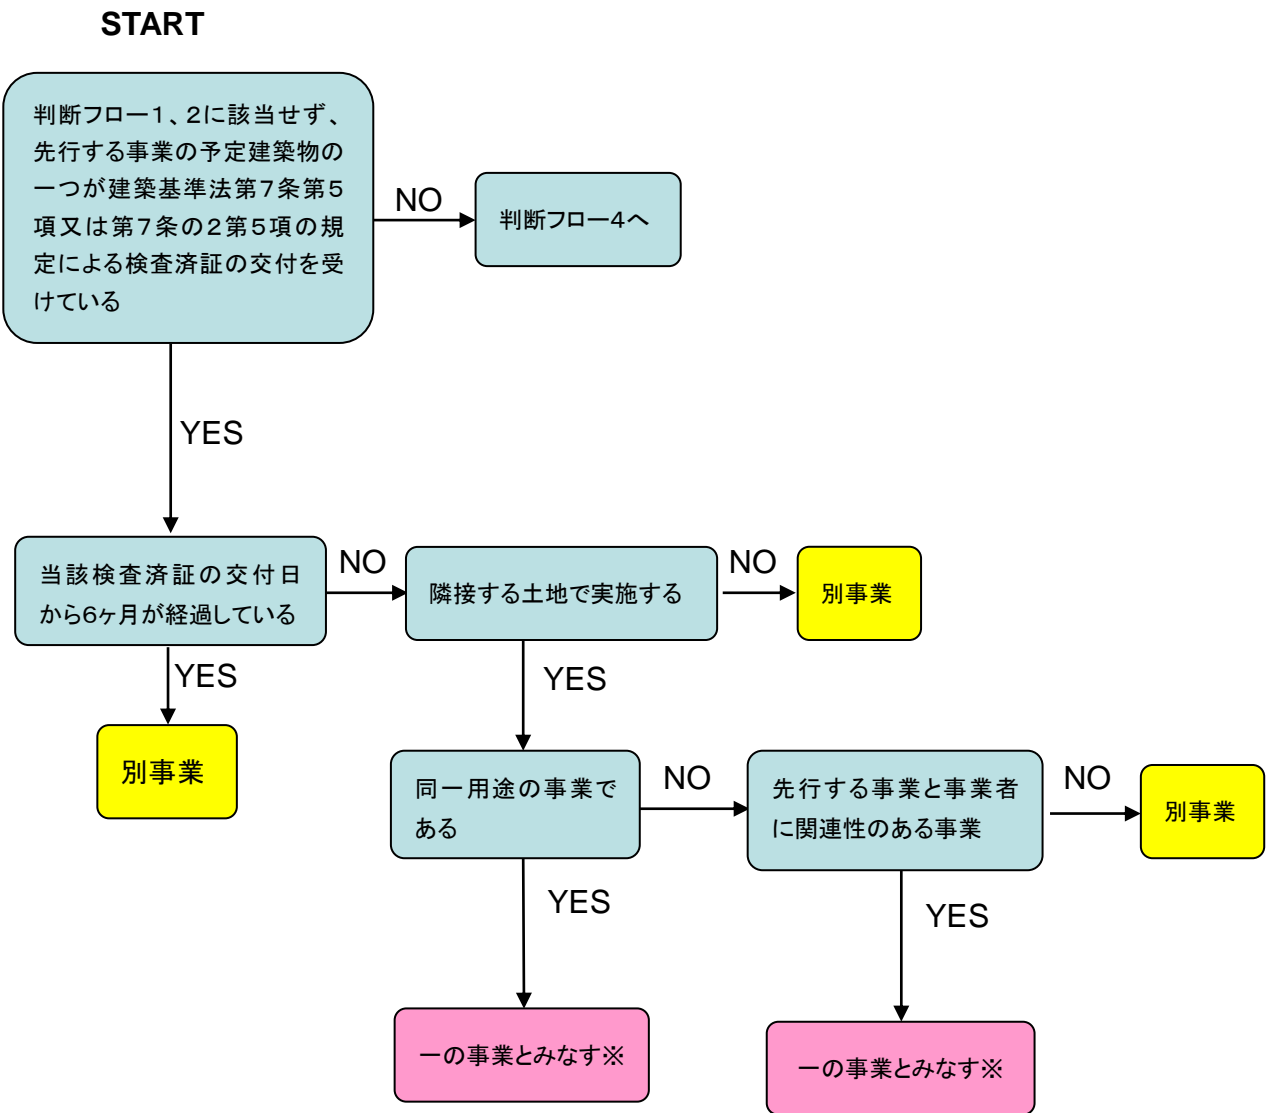 START
判断フロー１、２に該当せず、
先行する事業の予定建築物の
一つが建築基準法第７条第５
項又は第７条の２第５項の規
定による検査済証の交付を受
けている
NO
判断フロー４へ
YES
当該検査済証の交付日
から６ヶ月が経過している
NO
隣接する土地で実施する
NO
別事業
YES
別事業
YES
同一用途の事業で
ある
NO
先行する事業と事業者
に関連性のある事業
NO
別事業
YES
一の事業とみなす※
YES
一の事業とみなす※